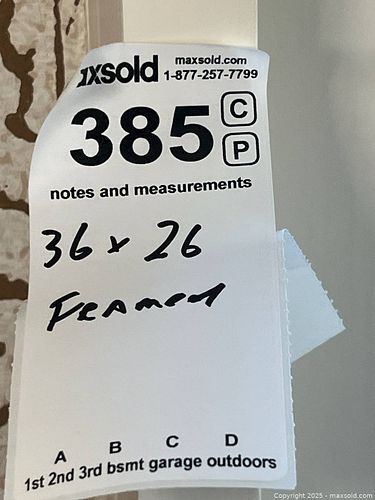 maxsold maxsold.com
1-877-257-7799
385 C
P
notes and measurements
36 x 26
Framed
A B C D
1st 2nd 3rd bsmt garage outdoors
Copyright 2025 - maxsold.com